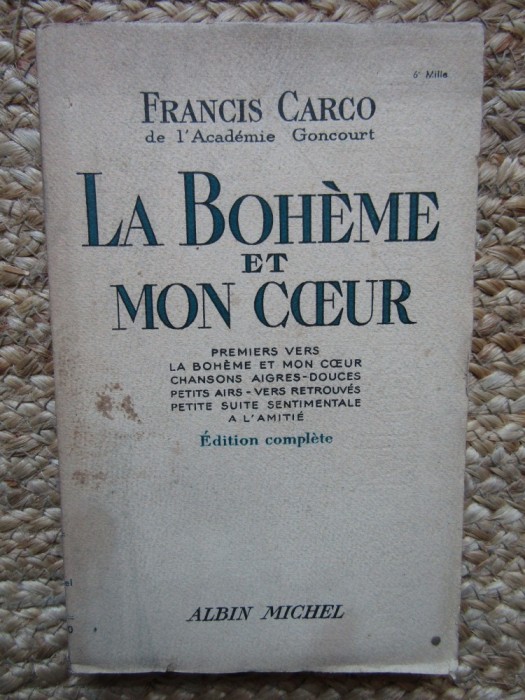 6e Mille
FRANCIS CARCO
de l'Académie Goncourt
LA BOHÈME
ET
MON CŒUR
PREMIERS VERS
LA BOHÈME ET MON CŒUR
CHANSONS AIGRES-DOUCES
PETITS AIRS - VERS RETROUVÉS
PETITE SUITE SENTIMENTALE
A L'AMITIÉ
Édition complète
ALBIN MICHEL